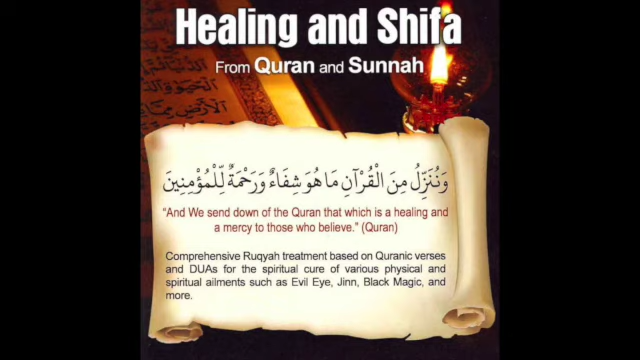 Healing and Shifa
From Quran and Sunnah
وَنُنَزِّلُ مِنَ الْقُرْآنِ مَا هُوَ شِفَاءٌ وَرَحْمَةٌ لِّلْمُؤْمِنِينَ
"And We send down of the Quran that which is a healing and
a mercy to those who believe." (Quran)
Comprehensive Ruqyah treatment based on Quranic verses
and DUAs for the spiritual cure of various physical and
spiritual ailments such as Evil Eye, Jinn, Black Magic, and
more.